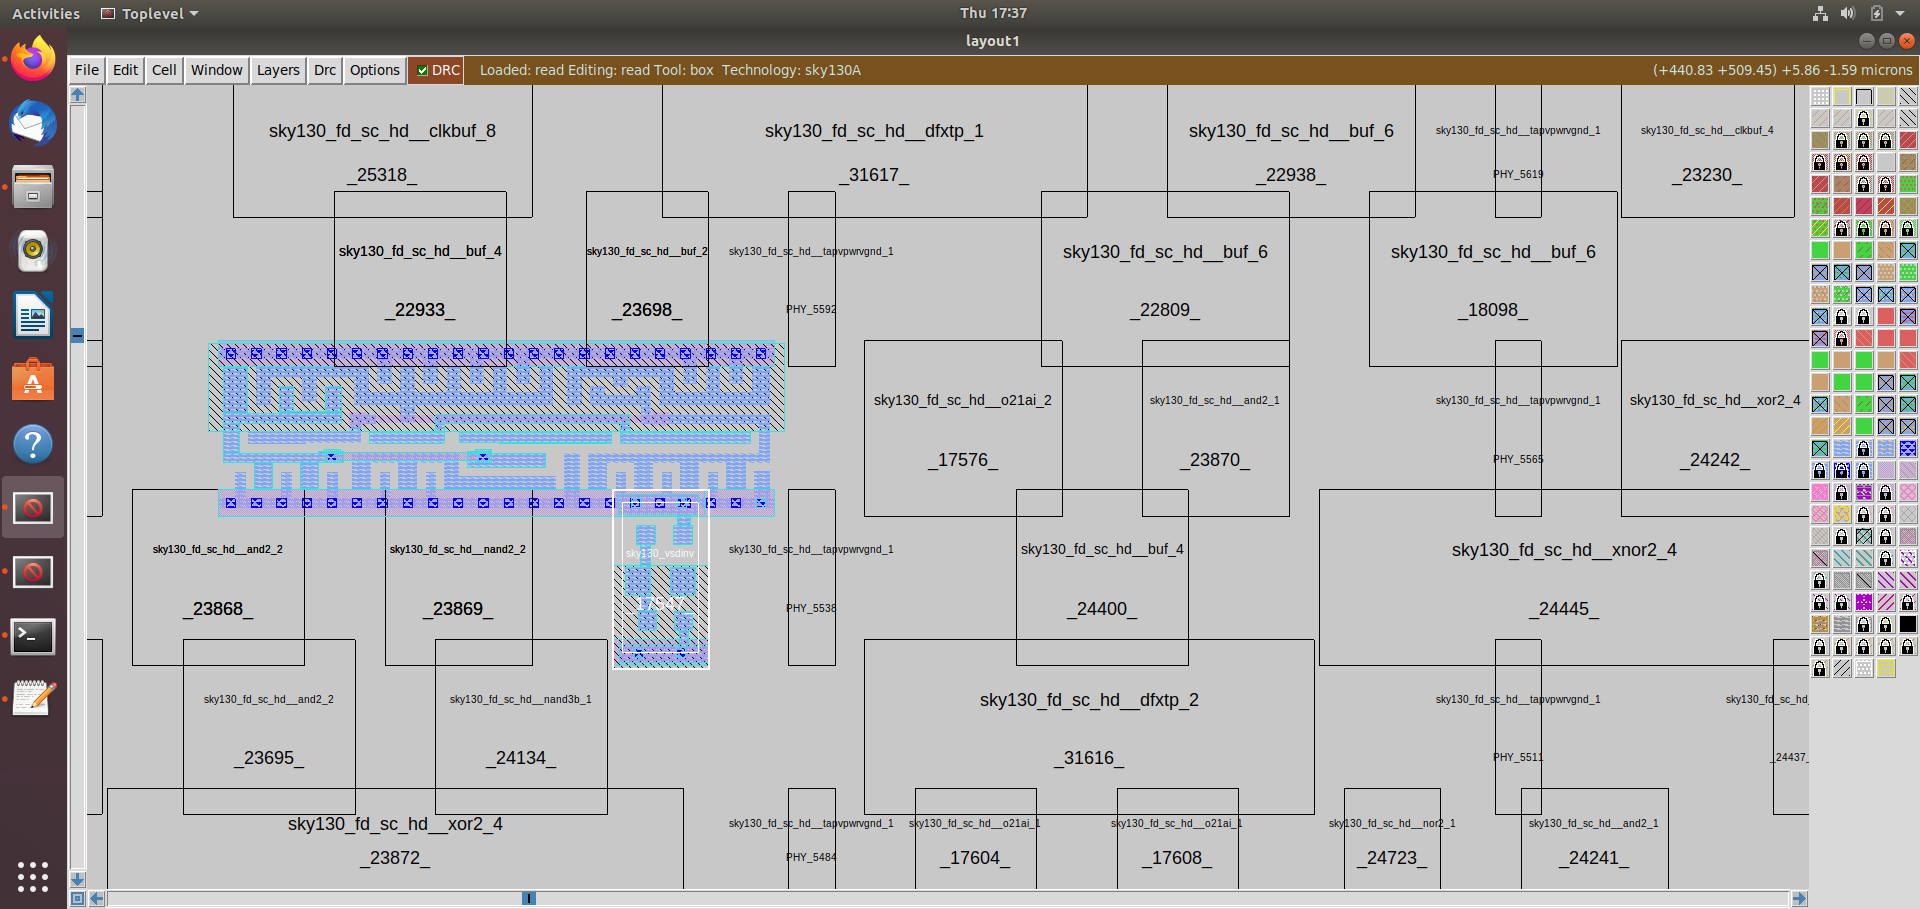 Activities Toplevel Thu 17:37
layout1
File Edit Cell Window Layers Drc Options DRC Loaded: read Editing: read Tool: box Technology: sky130A (+440.83 +509.45) +5.86 -1.59 microns
sky130_fd_sc_hd__clkbuf_8 sky130_fd_sc_hd__dfxtp_1 sky130_fd_sc_hd__buf_6 sky130_fd_sc_hd__tapvpwrvgnd_1 sky130_fd_sc_hd__clkbuf_4
_25318_ _31617_ _22938_ PHY_5619 _23230_
sky130_fd_sc_hd__buf_4 sky130_fd_sc_hd__buf_2 sky130_fd_sc_hd__tapvpwrvgnd_1 sky130_fd_sc_hd__buf_6 sky130_fd_sc_hd__buf_6
_22933_ _23698_ PHY_5592 _22809_ _18098_
sky130_fd_sc_hd__o21ai_2 sky130_fd_sc_hd__and2_1 sky130_fd_sc_hd__tapvpwrvgnd_1 sky130_fd_sc_hd__xor2_4
_17576_ _23870_ PHY_5565 _24242_
sky130_fd_sc_hd__and2_2 sky130_fd_sc_hd__nand2_2 sky130_vsdinv sky130_fd_sc_hd__tapvpwrvgnd_1 sky130_fd_sc_hd__buf_4 sky130_fd_sc_hd__xnor2_4
_23868_ _23869_ PHY_5538 _24400_ _24445_
sky130_fd_sc_hd__and2_2 sky130_fd_sc_hd__nand3b_1 sky130_fd_sc_hd__dfxtp_2 sky130_fd_sc_hd__tapvpwrvgnd_1 sky130_fd_sc_hd_
_23695_ _24134_ _31616_ PHY_5511 _24437_
sky130_fd_sc_hd__xor2_4 sky130_fd_sc_hd__tapvpwrvgnd_1 sky130_fd_sc_hd__o21ai_1 sky130_fd_sc_hd__o21ai_1 sky130_fd_sc_hd__nor2_1 sky130_fd_sc_hd__and2_1
_23872_ PHY_5484 _17604_ _17608_ _24723_ _24241_